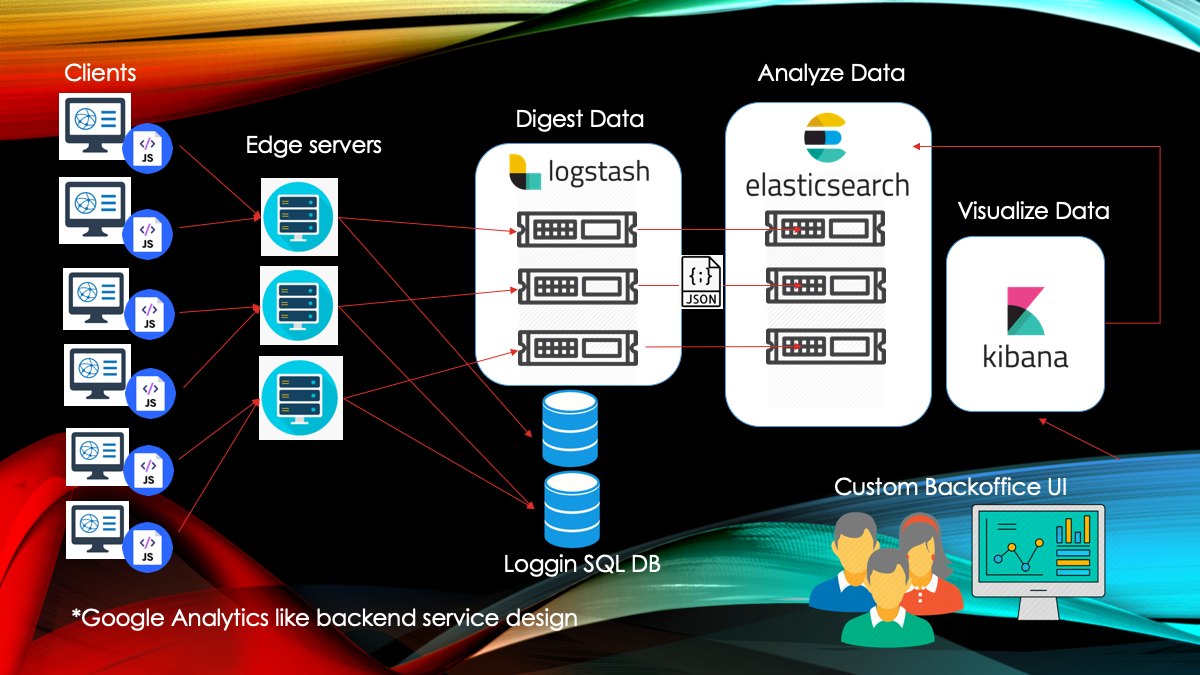 Clients
Analyze Data
Digest Data
Edge servers
logstash
elasticsearch
Visualize Data
</>
JS
</>
JS
</>
JS
</>
JS
</>
JS
</>
JS
{;}
JSON
kibana
Custom Backoffice UI
Loggin SQL DB
*Google Analytics like backend service design